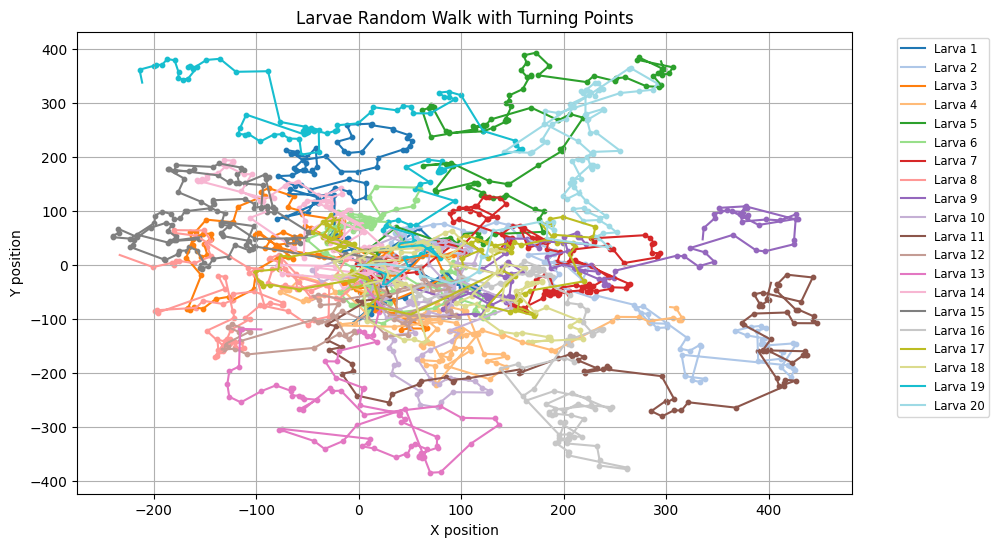 Larvae Random Walk with Turning Points
Y position
400
300
200
100
0
−100
−200
−300
−400
−200
−100
0
100
200
300
400
X position
Larva 1
Larva 2
Larva 3
Larva 4
Larva 5
Larva 6
Larva 7
Larva 8
Larva 9
Larva 10
Larva 11
Larva 12
Larva 13
Larva 14
Larva 15
Larva 16
Larva 17
Larva 18
Larva 19
Larva 20